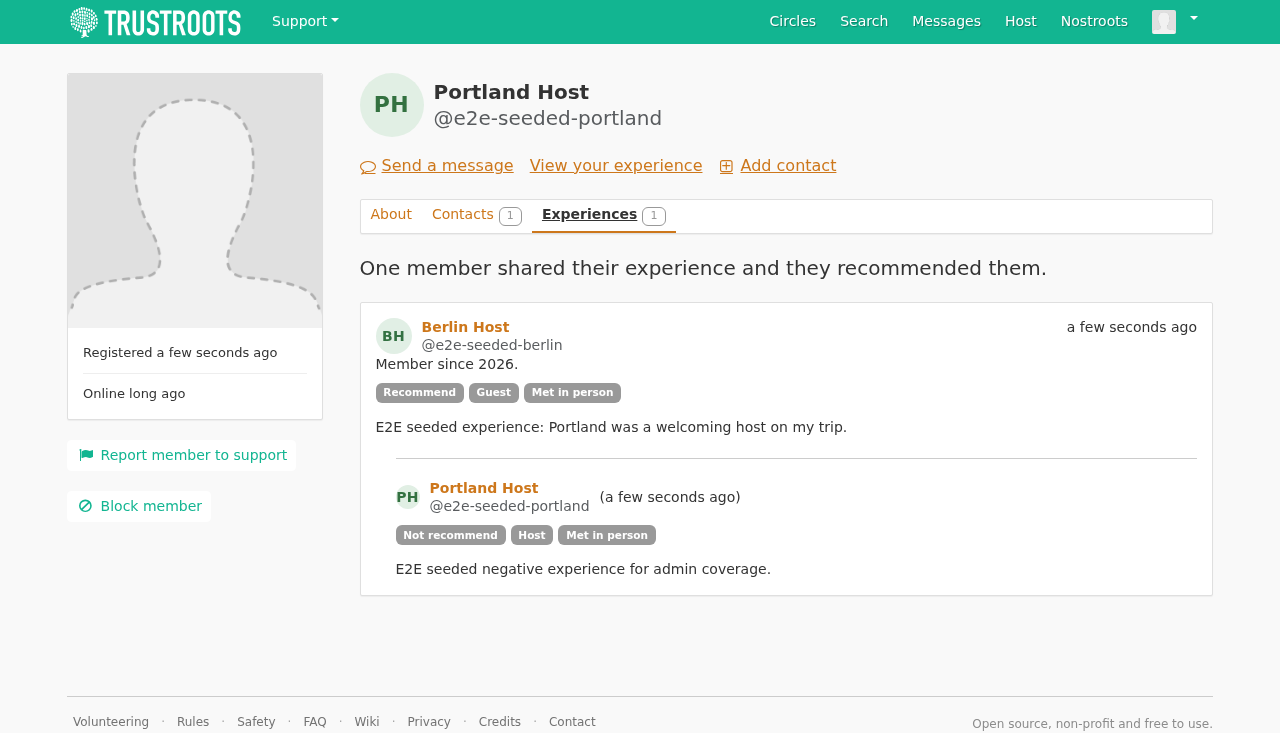 TRUSTROOTS
Support
Circles Search Messages Host Nostroots
PH
Portland Host
@e2e-seeded-portland
Send a message View your experience Add contact
About Contacts 1 Experiences 1
One member shared their experience and they recommended them.
Registered a few seconds ago
Online long ago
Report member to support
Block member
BH
Berlin Host
a few seconds ago
@e2e-seeded-berlin
Member since 2026.
Recommend Guest Met in person
E2E seeded experience: Portland was a welcoming host on my trip.
PH
Portland Host
@e2e-seeded-portland
(a few seconds ago)
Not recommend Host Met in person
E2E seeded negative experience for admin coverage.
Volunteering · Rules · Safety · FAQ · Wiki · Privacy · Credits · Contact
Open source, non-profit and free to use.